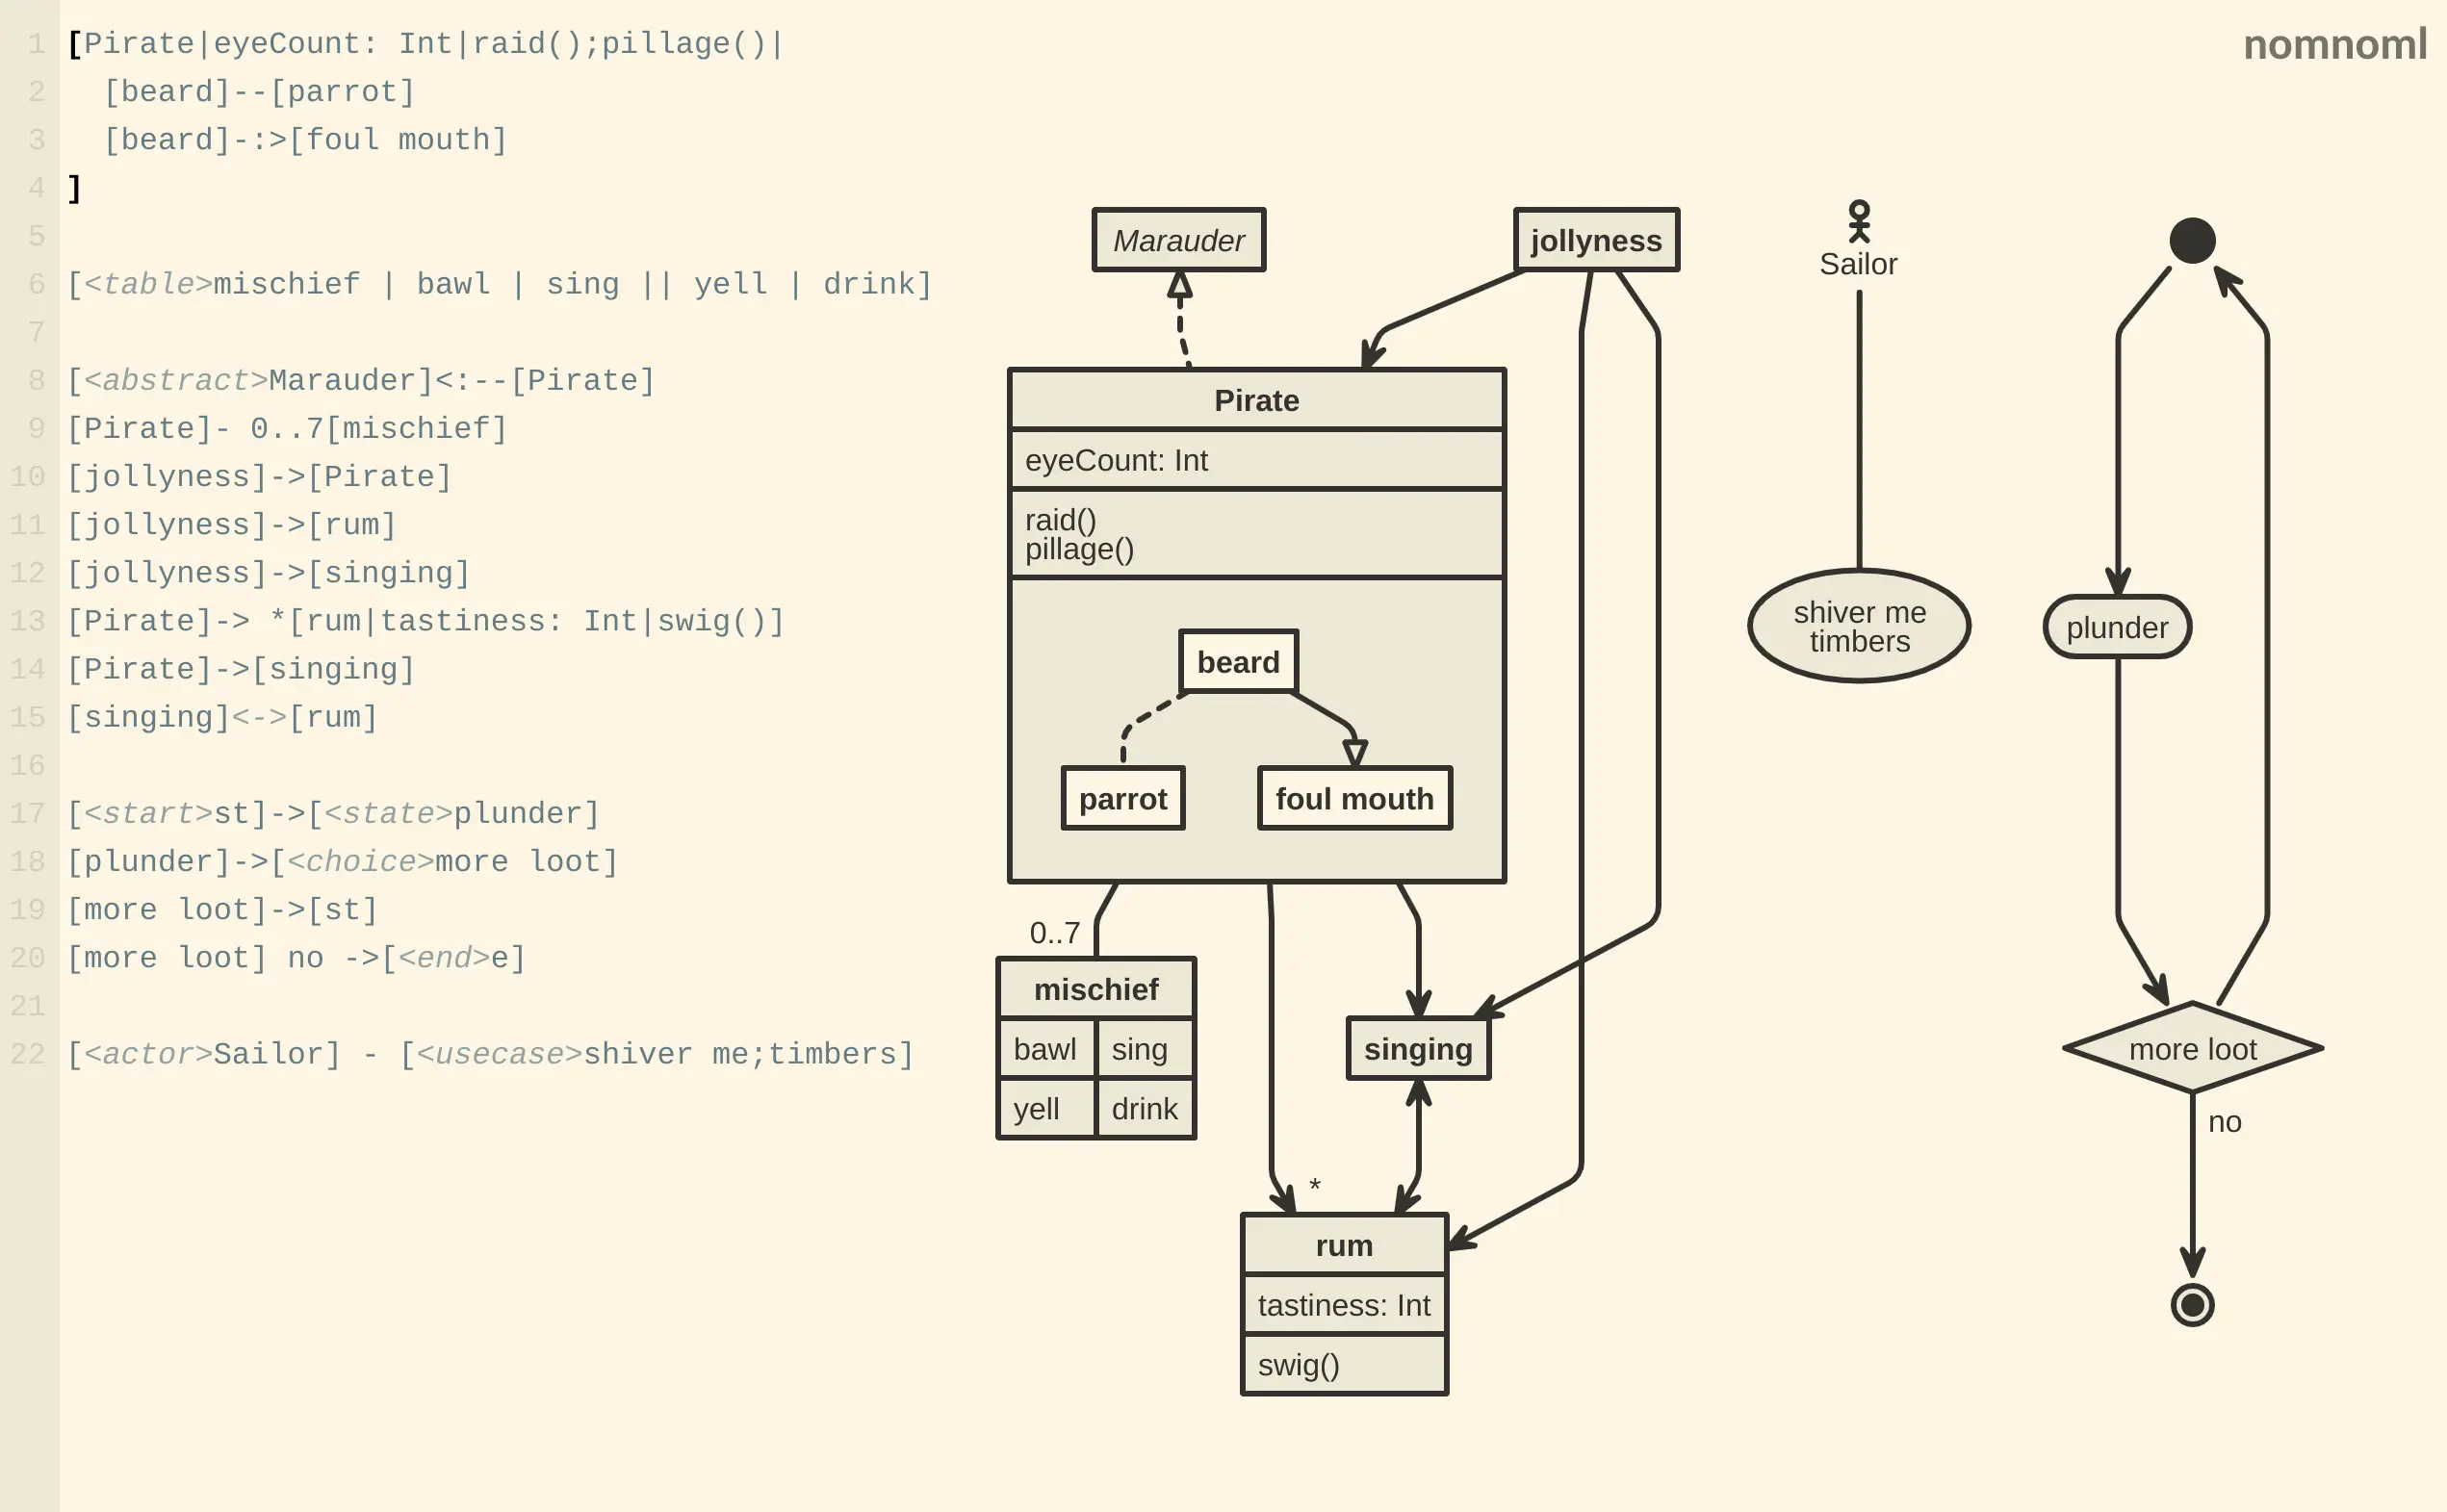 1 [Pirate|eyeCount: Int|raid();pillage()|
2   [beard]--[parrot]
3   [beard]-:>[foul mouth]
4 ]
5
6 [<table>mischief | bawl | sing || yell | drink]
7
8 [<abstract>Marauder]<:--[Pirate]
9 [Pirate]- 0..7[mischief]
10 [jollyness]->[Pirate]
11 [jollyness]->[rum]
12 [jollyness]->[singing]
13 [Pirate]-> *[rum|tastiness: Int|swig()]
14 [Pirate]->[singing]
15 [singing]<->[rum]
16
17 [<start>st]->[<state>plunder]
18 [plunder]->[<choice>more loot]
19 [more loot]->[st]
20 [more loot] no ->[<end>e]
21
22 [<actor>Sailor] - [<usecase>shiver me;timbers]
nomnoml
Marauder
jollyness
Sailor
Pirate
eyeCount: Int
raid()
pillage()
beard
parrot
foul mouth
0..7
mischief
bawl
sing
yell
drink
singing
*
rum
tastiness: Int
swig()
shiver me
timbers
plunder
more loot
no